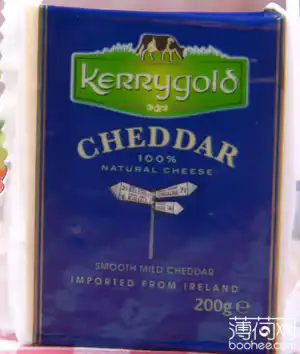 Kerrygold
CHEDDAR
100%
NATURAL CHEESE
SMOOTH MILD CHEDDAR
IMPORTED FROM IRELAND
200g e
薄荷网
boohee.com